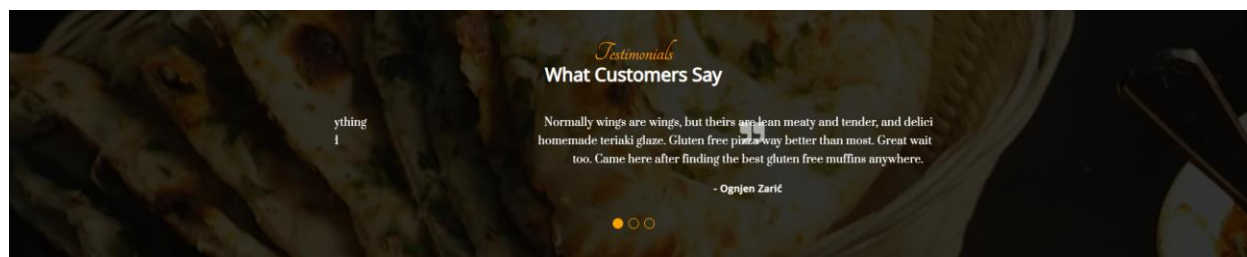 Testimonials
What Customers Say
ything
Normally wings are wings, but theirs are lean meaty and tender, and delici
homemade teriaki glaze. Gluten free pizza way better than most. Great wait
too. Came here after finding the best gluten free muffins anywhere.
- Ognjen Zarić